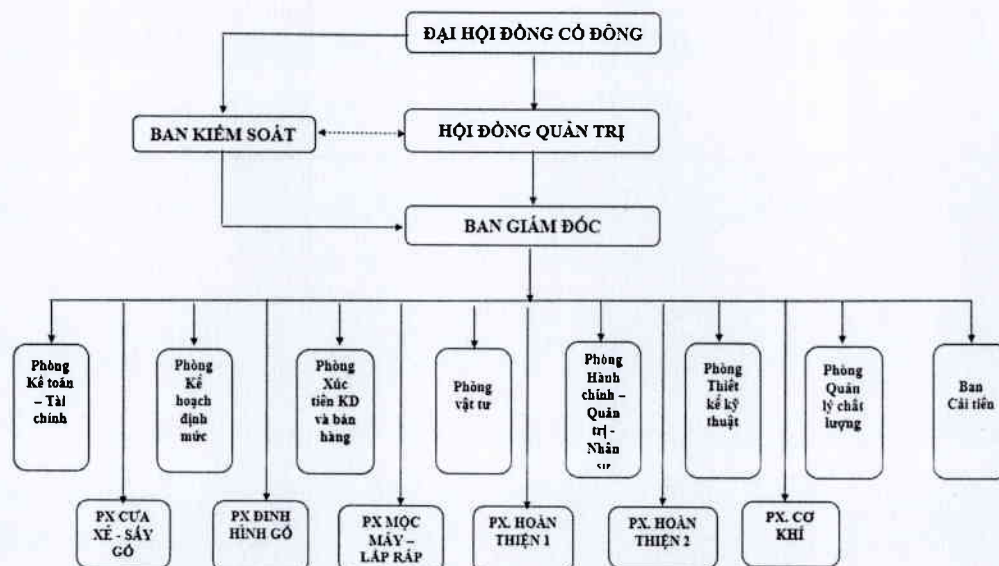 ĐẠI HỘI ĐỒNG CỔ ĐÔNG
BAN KIỂM SOÁT
HỘI ĐỒNG QUẢN TRỊ
BAN GIÁM ĐỐC
Phòng
Kế toán
– Tài
chính
Phòng
Kế
hoạch
định
mức
Phòng
Xúc
tiến KD
và bán
hàng
Phòng
vật tư
Phòng
Hành
chính –
Quản
trị -
Nhân
sự
Phòng
Thiết
kế kỹ
thuật
Phòng
Quản
lý chất
lượng
Ban
Cải tiến
PX CƯA
XẺ - SẤY
GỖ
PX ĐINH
HÌNH GỖ
PX MỘC
MÁY –
LẮP RÁP
PX. HOÀN
THIỆN 1
PX. HOÀN
THIỆN 2
PX. CƠ
KHÍ